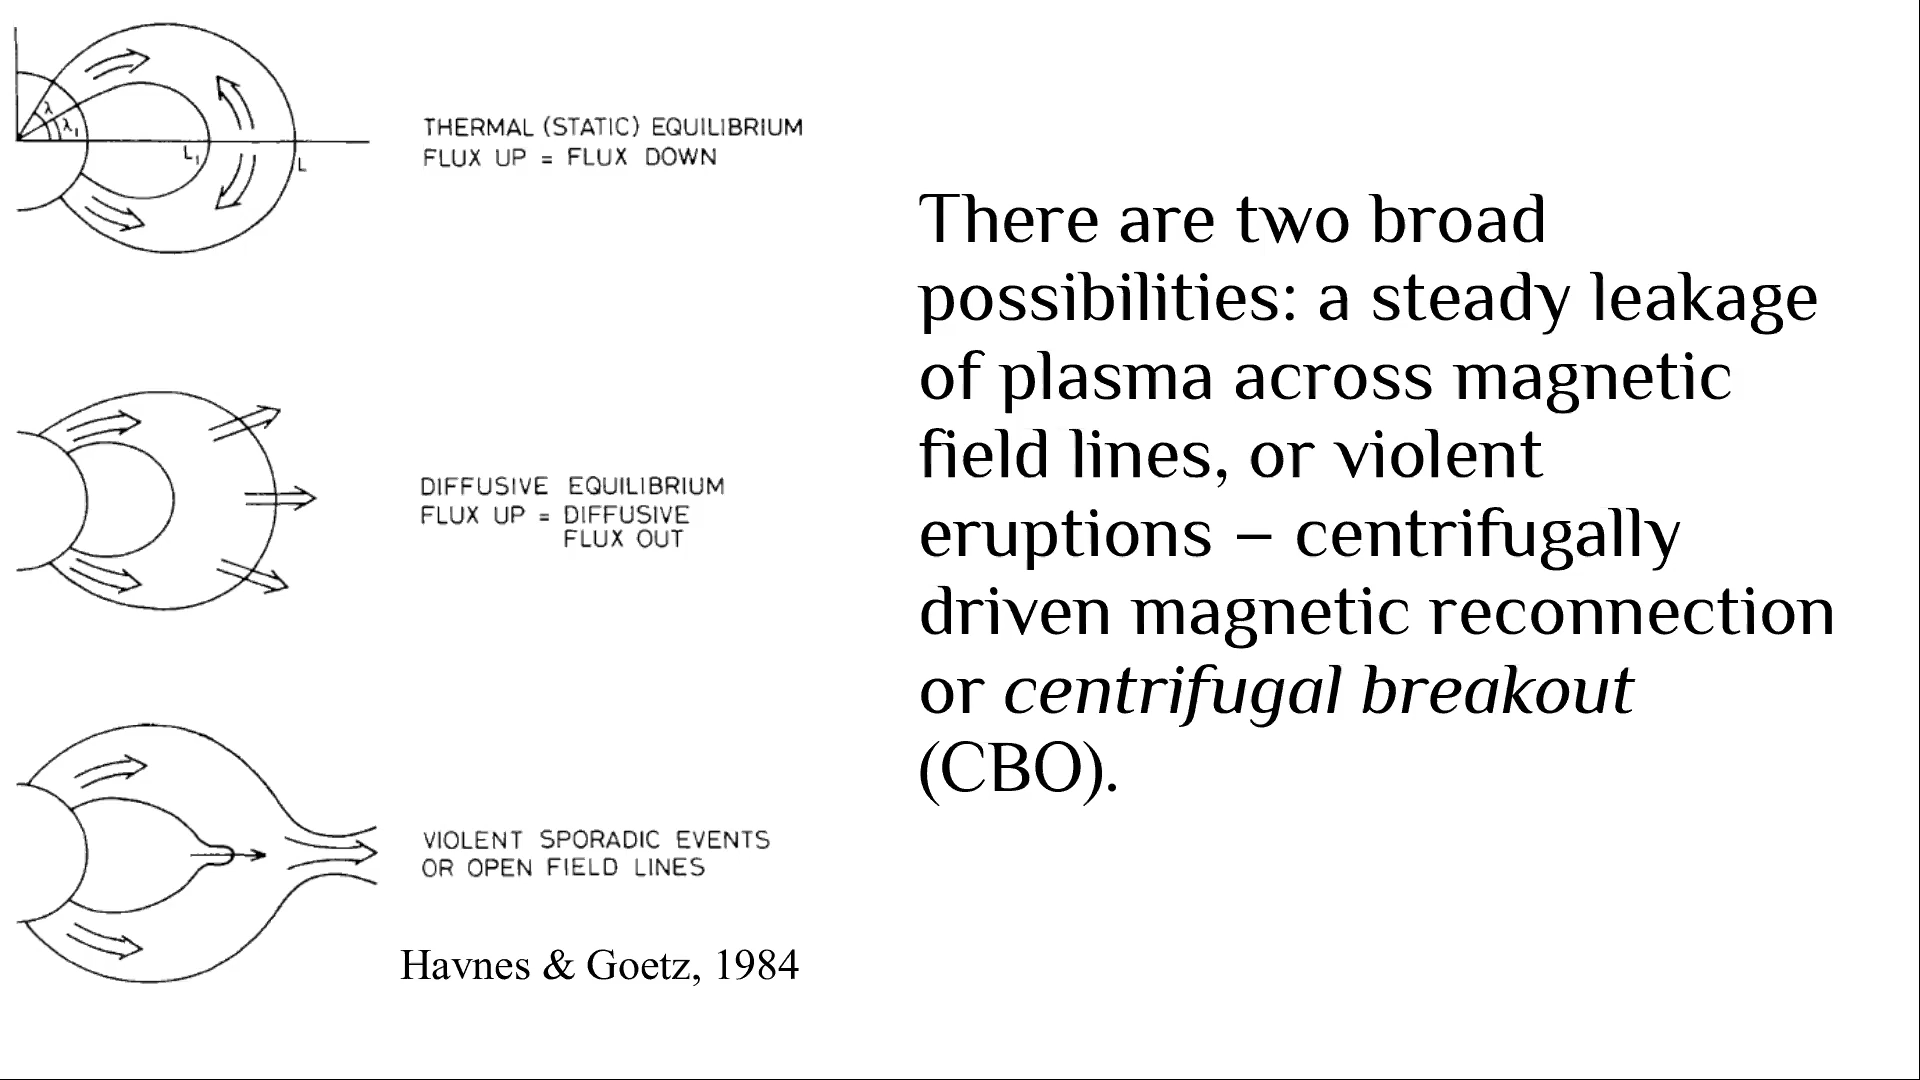 λ
λ₁
L₁
L
THERMAL (STATIC) EQUILIBRIUM
FLUX UP = FLUX DOWN
DIFFUSIVE EQUILIBRIUM
FLUX UP = DIFFUSIVE
FLUX OUT
VIOLENT SPORADIC EVENTS
OR OPEN FIELD LINES
Havnes & Goetz, 1984
There are two broad
possibilities: a steady leakage
of plasma across magnetic
field lines, or violent
eruptions – centrifugally
driven magnetic reconnection
or centrifugal breakout
(CBO).